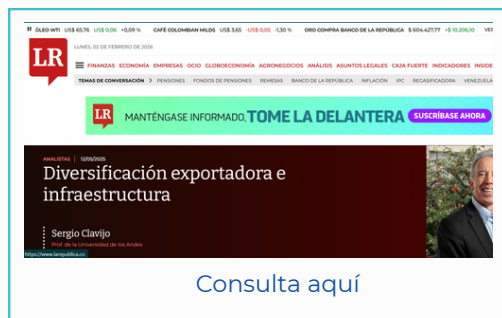 ÓLEO WTI US$ 65,76 US$ 0,06 +0,09 % CAFÉ COLOMBIAN MILDS US$ 3,65 -US$ 0,05 -1,30 % ORO COMPRA BANCO DE LA REPÚBLICA $ 604.427,77 +$ 10.206,10 VER
LR
LUNES, 02 DE FEBRERO DE 2026
FINANZAS ECONOMÍA EMPRESAS OCIO GLOBOECONOMÍA AGRONEGOCIOS ANÁLISIS ASUNTOS LEGALES CAJA FUERTE INDICADORES INSIDE
TEMAS DE CONVERSACIÓN > PENSIONES FONDOS DE PENSIONES REMESAS BANCO DE LA REPÚBLICA INFLACIÓN IPC REGASIFICADORA VENEZUELA
LR MANTÉNGASE INFORMADO, TOME LA DELANTERA SUSCRÍBASE AHORA
ANALISTAS | 12/05/2025
Diversificación exportadora e
infraestructura
Sergio Clavijo
Prof. de la Universidad de los Andes
https://www.larepublica.co
Consulta aquí